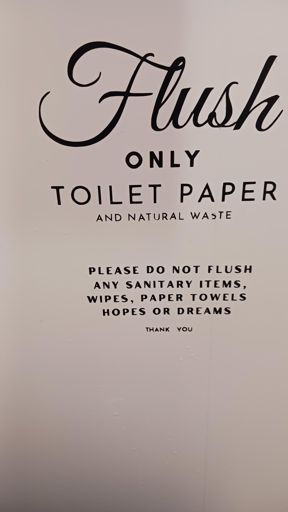 Flush
ONLY
TOILET PAPER
AND NATURAL WASTE
PLEASE DO NOT FLUSH
ANY SANITARY ITEMS,
WIPES, PAPER TOWELS
HOPES OR DREAMS
THANK YOU